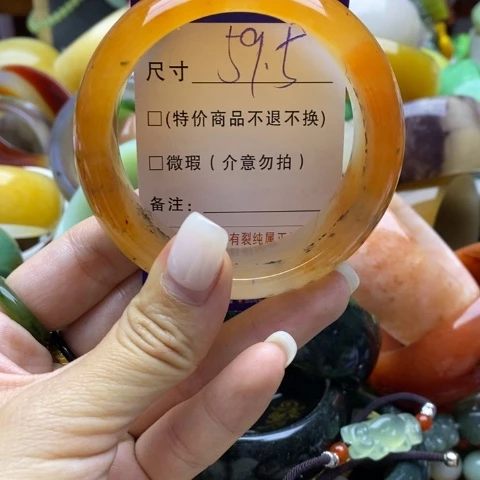 尺寸 59.5
□(特价商品不退不换)
□微瑕（介意勿拍）
备注：
有裂纯属正